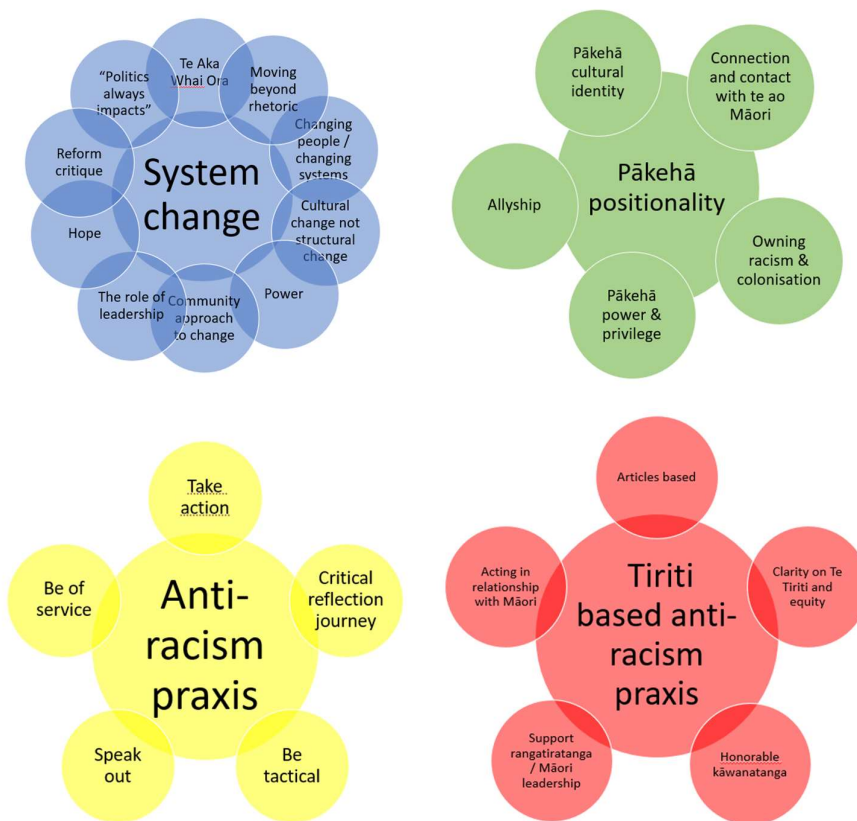 System
change
Te Aka
Whai Ora
Moving
beyond
rhetoric
Changing
people /
changing
systems
Cultural
change not
structural
change
Power
Community
approach
to change
The role of
leadership
Hope
Reform
critique
“Politics
always
impacts”
Pākehā
positionality
Pākehā
cultural
identity
Connection
and contact
with te ao
Māori
Owning
racism &
colonisation
Pākehā
power &
privilege
Allyship
Anti-
racism
praxis
Take
action
Critical
reflection
journey
Be
tactical
Speak
out
Be of
service
Tiriti
based anti-
racism
praxis
Articles based
Clarity on Te
Tiriti and
equity
Honorable
kāwanatanga
Support
rangatiratanga
/ Māori
leadership
Acting in
relationship
with Māori